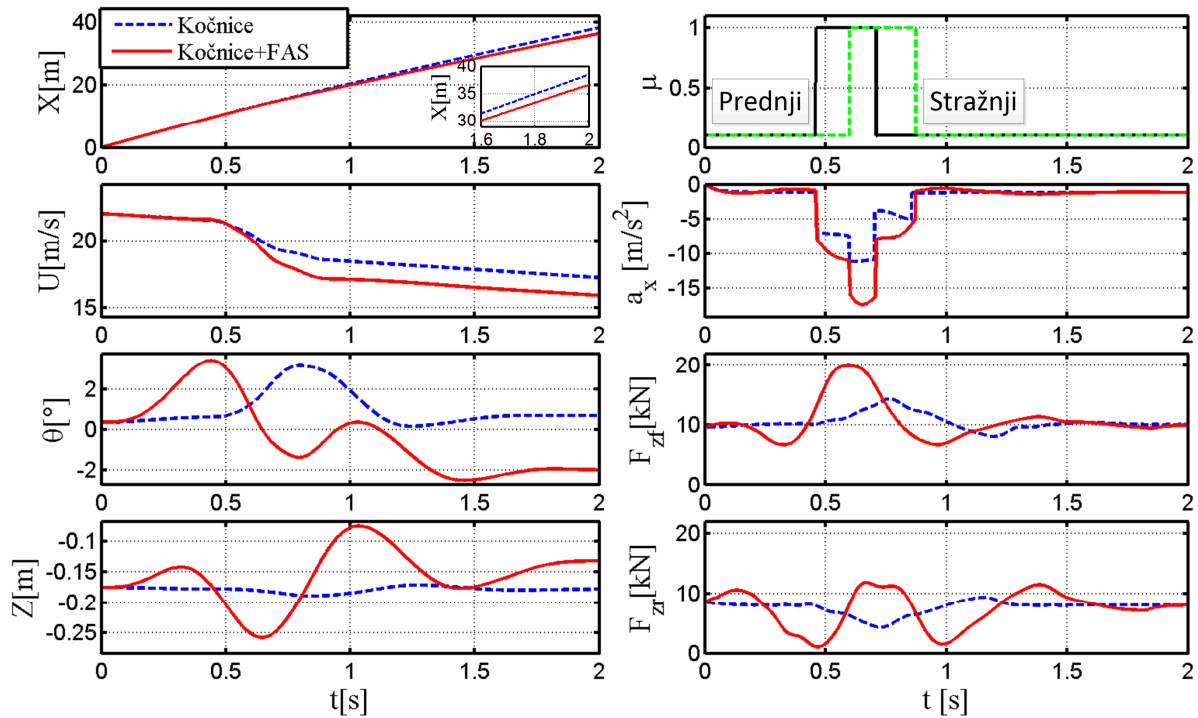 Kočnice
Kočnice+FAS
X[m]
40
20
0
0 0.5 1 1.5 2
X[m]
40
35
30
1.6 1.8 2
μ
1
0.5
0
0 0.5 1 1.5 2
Prednji
Stražnji
U[m/s]
20
15
0 0.5 1 1.5 2
a_x [m/s²]
0
-5
-10
-15
0 0.5 1 1.5 2
θ[°]
2
0
-2
0 0.5 1 1.5 2
F_zf[kN]
20
10
0
0 0.5 1 1.5 2
Z[m]
-0.1
-0.15
-0.2
-0.25
0 0.5 1 1.5 2
t[s]
F_zr[kN]
20
10
0
0 0.5 1 1.5 2
t [s]